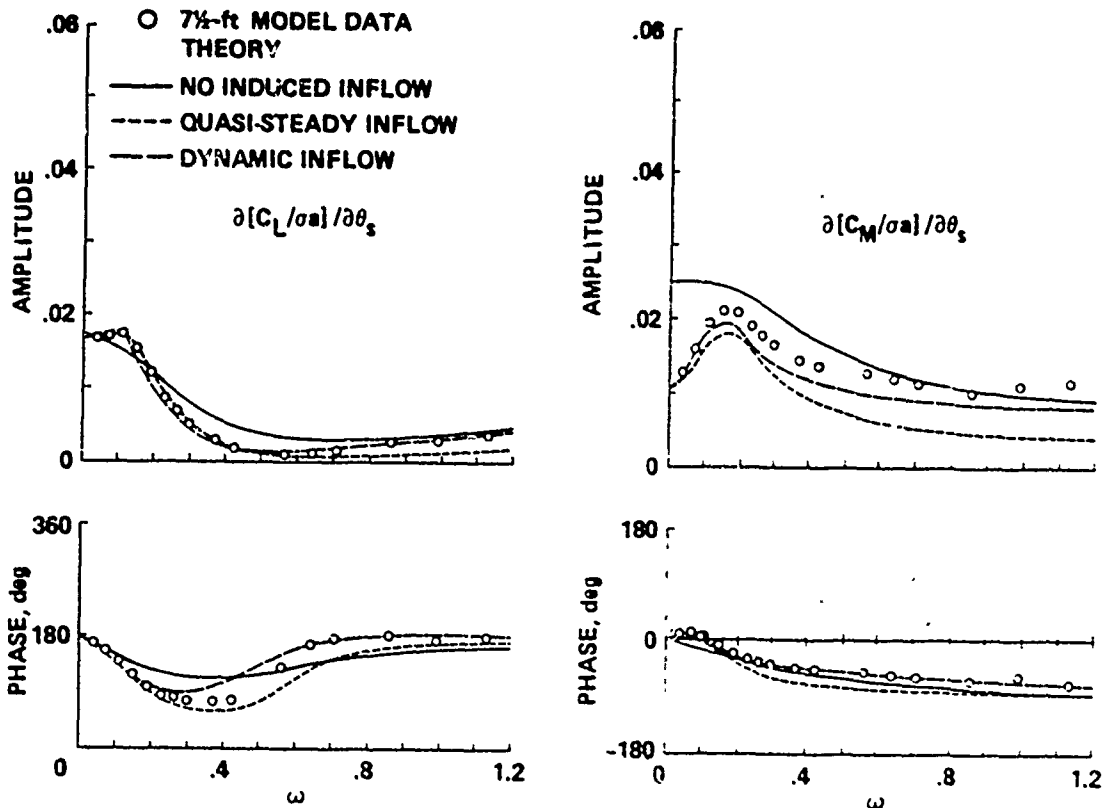 .06
○ 7½-ft MODEL DATA
THEORY
NO INDUCED INFLOW
QUASI-STEADY INFLOW
DYNAMIC INFLOW
.04
AMPLITUDE
∂[C_L/σa]/∂θ_s
.02
0
360
180
PHASE, deg
0
.4
.8
1.2
ω
.06
.04
AMPLITUDE
∂[C_M/σa]/∂θ_s
.02
0
180
PHASE, deg
0
-180
0
.4
.8
1.2
ω